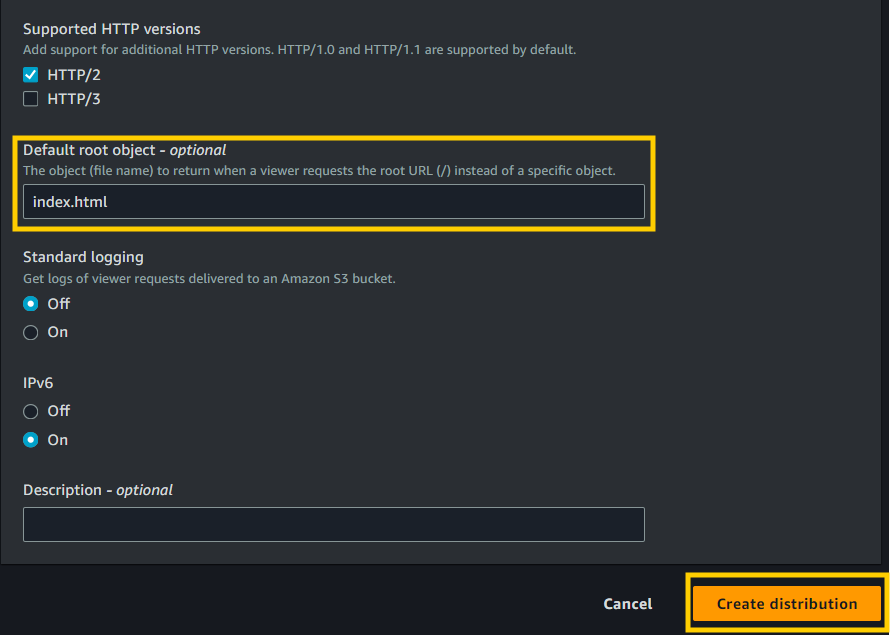 Supported HTTP versions
Add support for additional HTTP versions. HTTP/1.0 and HTTP/1.1 are supported by default.
HTTP/2
HTTP/3
Default root object - optional
The object (file name) to return when a viewer requests the root URL (/) instead of a specific object.
index.html
Standard logging
Get logs of viewer requests delivered to an Amazon S3 bucket.
Off
On
IPv6
Off
On
Description - optional
Cancel Create distribution